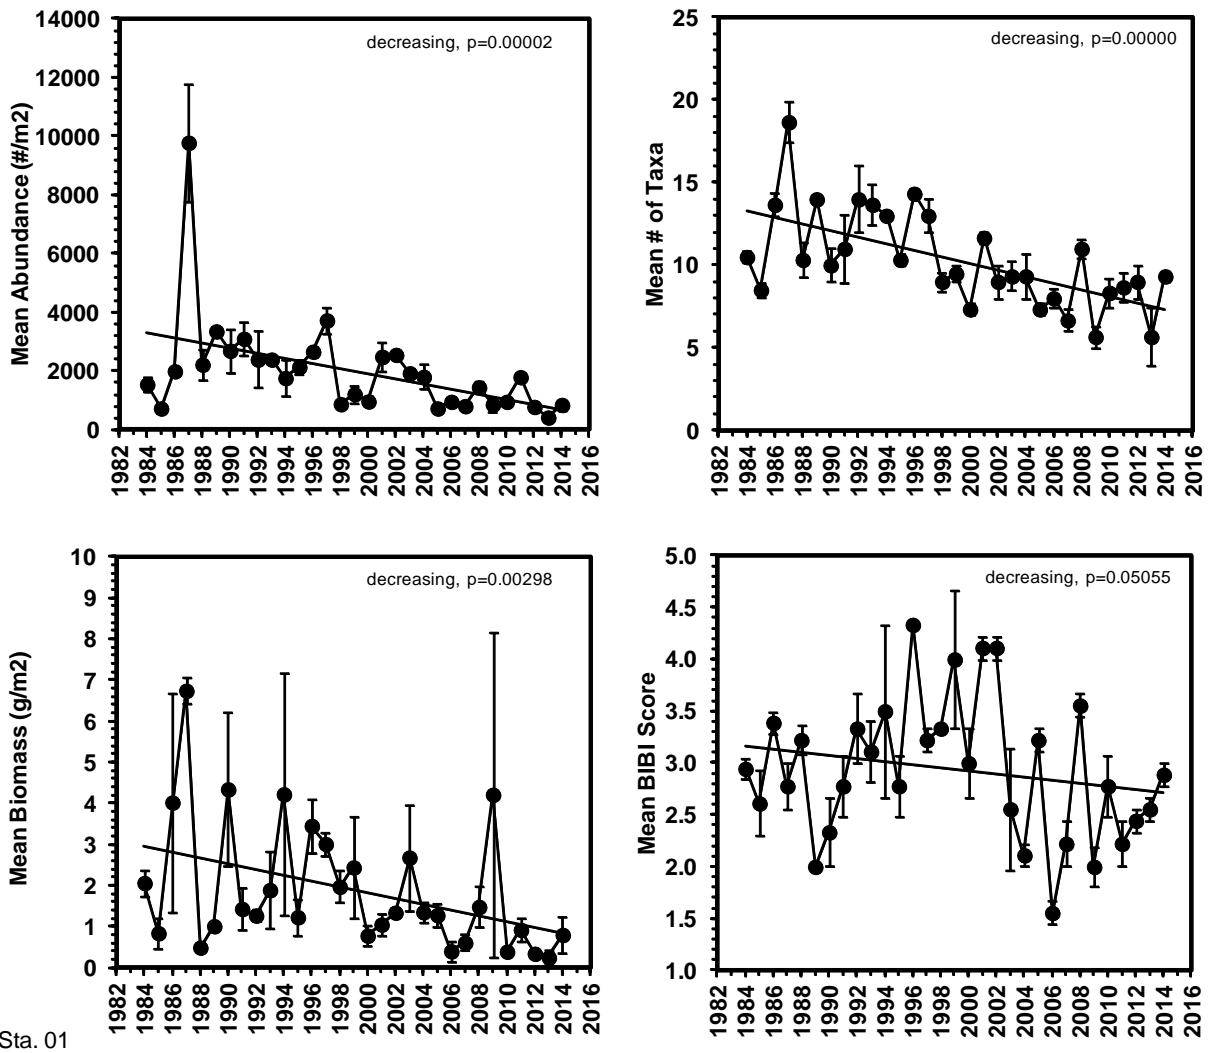 Mean Abundance (#/m2)
14000
12000
10000
8000
6000
4000
2000
0
decreasing, p=0.00002
1982 1984 1986 1988 1990 1992 1994 1996 1998 2000 2002 2004 2006 2008 2010 2012 2014 2016
Mean # of Taxa
25
20
15
10
5
0
decreasing, p=0.00000
1982 1984 1986 1988 1990 1992 1994 1996 1998 2000 2002 2004 2006 2008 2010 2012 2014 2016
Mean Biomass (g/m2)
10
9
8
7
6
5
4
3
2
1
0
decreasing, p=0.00298
1982 1984 1986 1988 1990 1992 1994 1996 1998 2000 2002 2004 2006 2008 2010 2012 2014 2016
Mean BIBI Score
5.0
4.5
4.0
3.5
3.0
2.5
2.0
1.5
1.0
decreasing, p=0.05055
1982 1984 1986 1988 1990 1992 1994 1996 1998 2000 2002 2004 2006 2008 2010 2012 2014 2016
Sta. 01